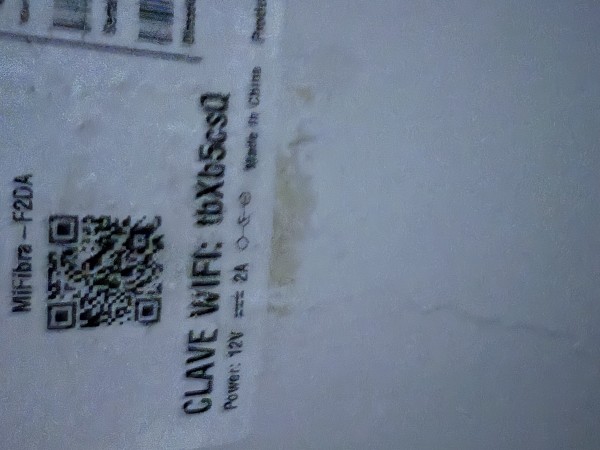 MiFibra-F2DA
CLAVE WIFI: tbXb5csQ
Power: 12V ⎓ 2A
Made in China